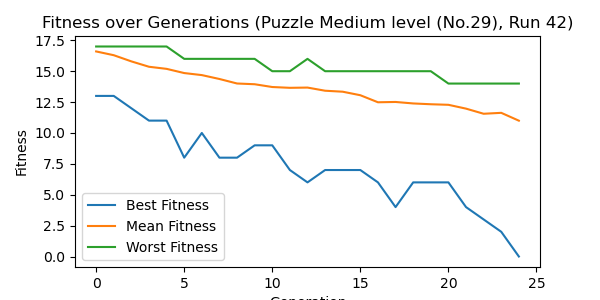 Fitness over Generations (Puzzle Medium level (No.29), Run 42)
17.5
15.0
12.5
10.0
7.5
5.0
2.5
0.0
Fitness
Best Fitness
Mean Fitness
Worst Fitness
0 5 10 15 20 25
Generation